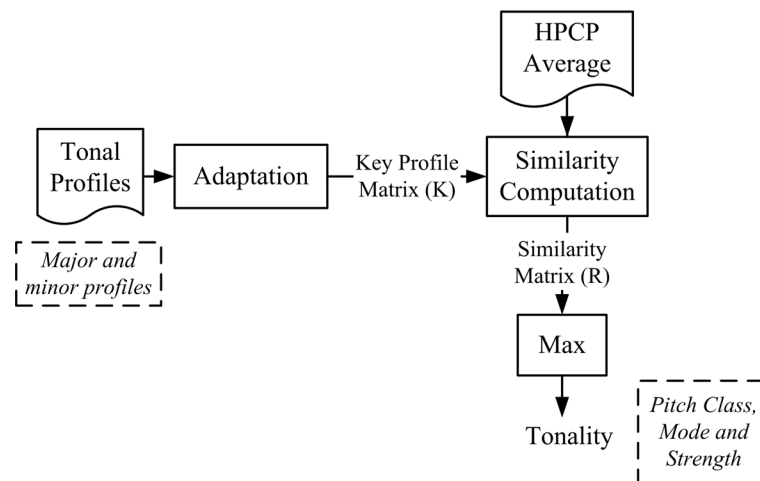 HPCP
Average
Tonal
Profiles
Adaptation
Key Profile
Matrix (K)
Similarity
Computation
Major and
minor profiles
Similarity
Matrix (R)
Max
Tonality
Pitch Class,
Mode and
Strength